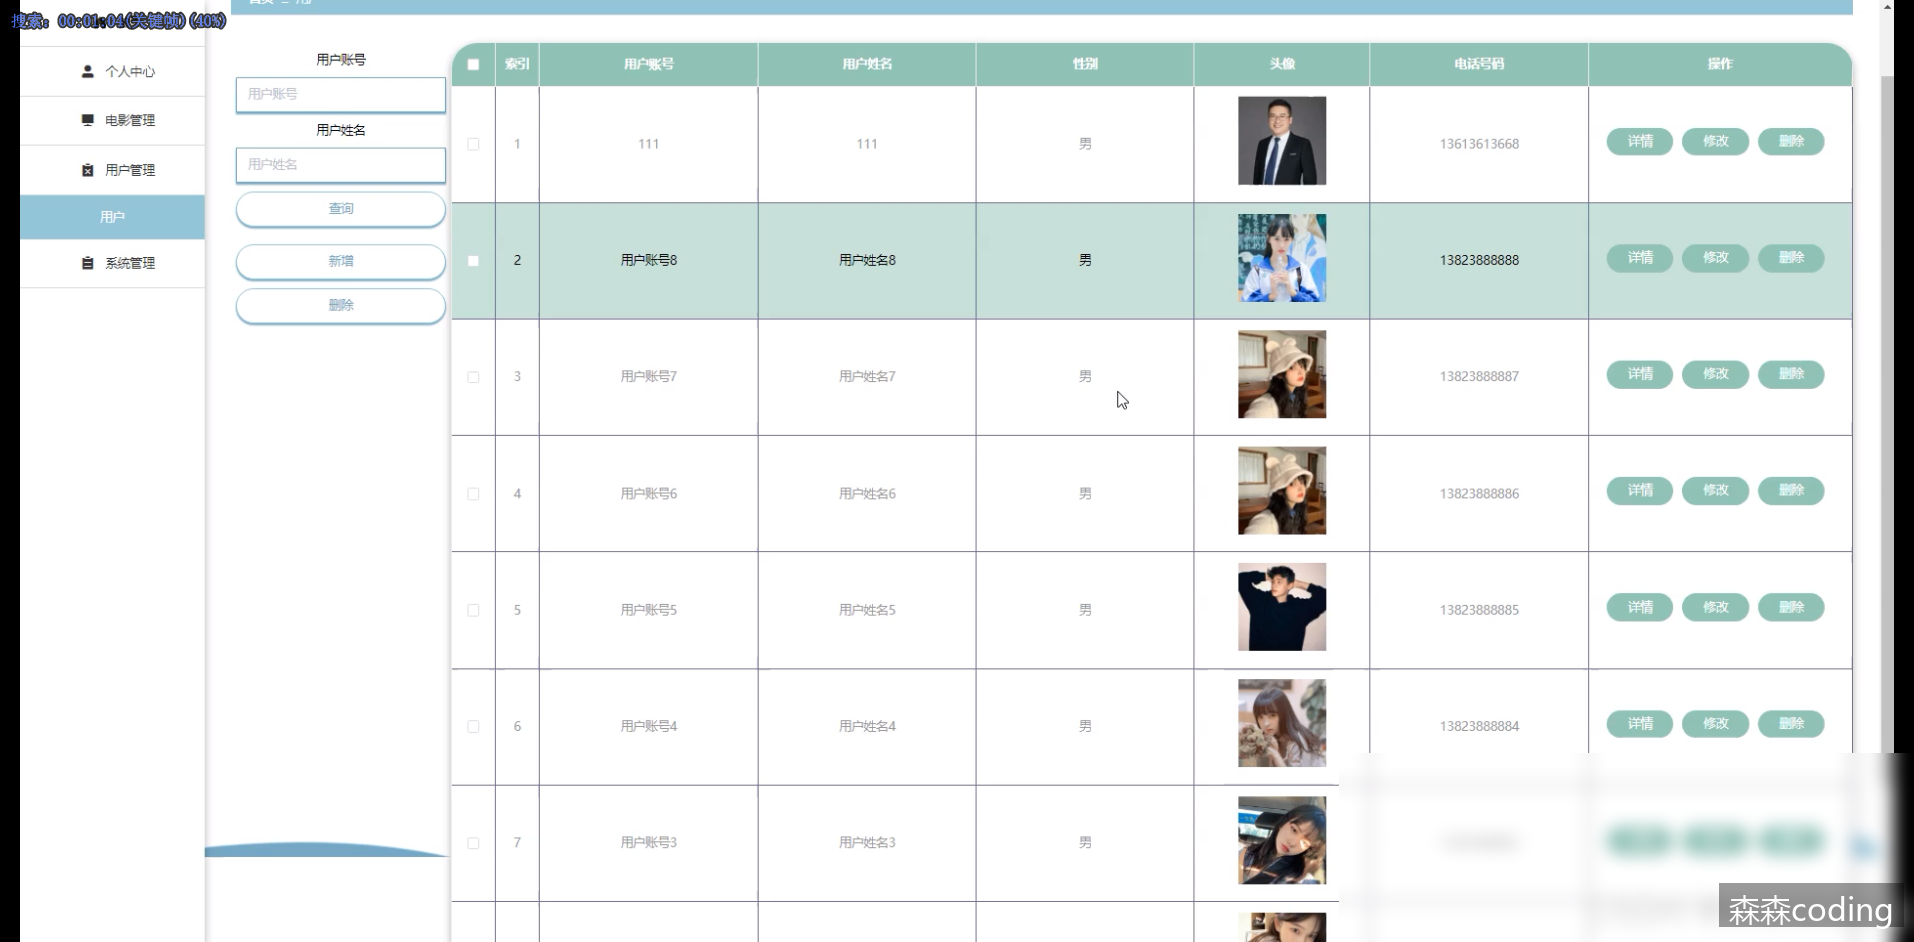 搜索: 00:01:04(关键帧)(40%)
首页
用户
个人中心
电影管理
用户管理
用户
系统管理
用户账号
用户账号
用户姓名
用户姓名
查询
新增
删除
索引 用户账号 用户姓名 性别 头像 电话号码 操作
1 111 111 男 13613613668 详情 修改 删除
2 用户账号8 用户姓名8 男 13823888888 详情 修改 删除
3 用户账号7 用户姓名7 男 13823888887 详情 修改 删除
4 用户账号6 用户姓名6 男 13823888886 详情 修改 删除
5 用户账号5 用户姓名5 男 13823888885 详情 修改 删除
6 用户账号4 用户姓名4 男 13823888884 详情 修改 删除
7 用户账号3 用户姓名3 男
森森coding